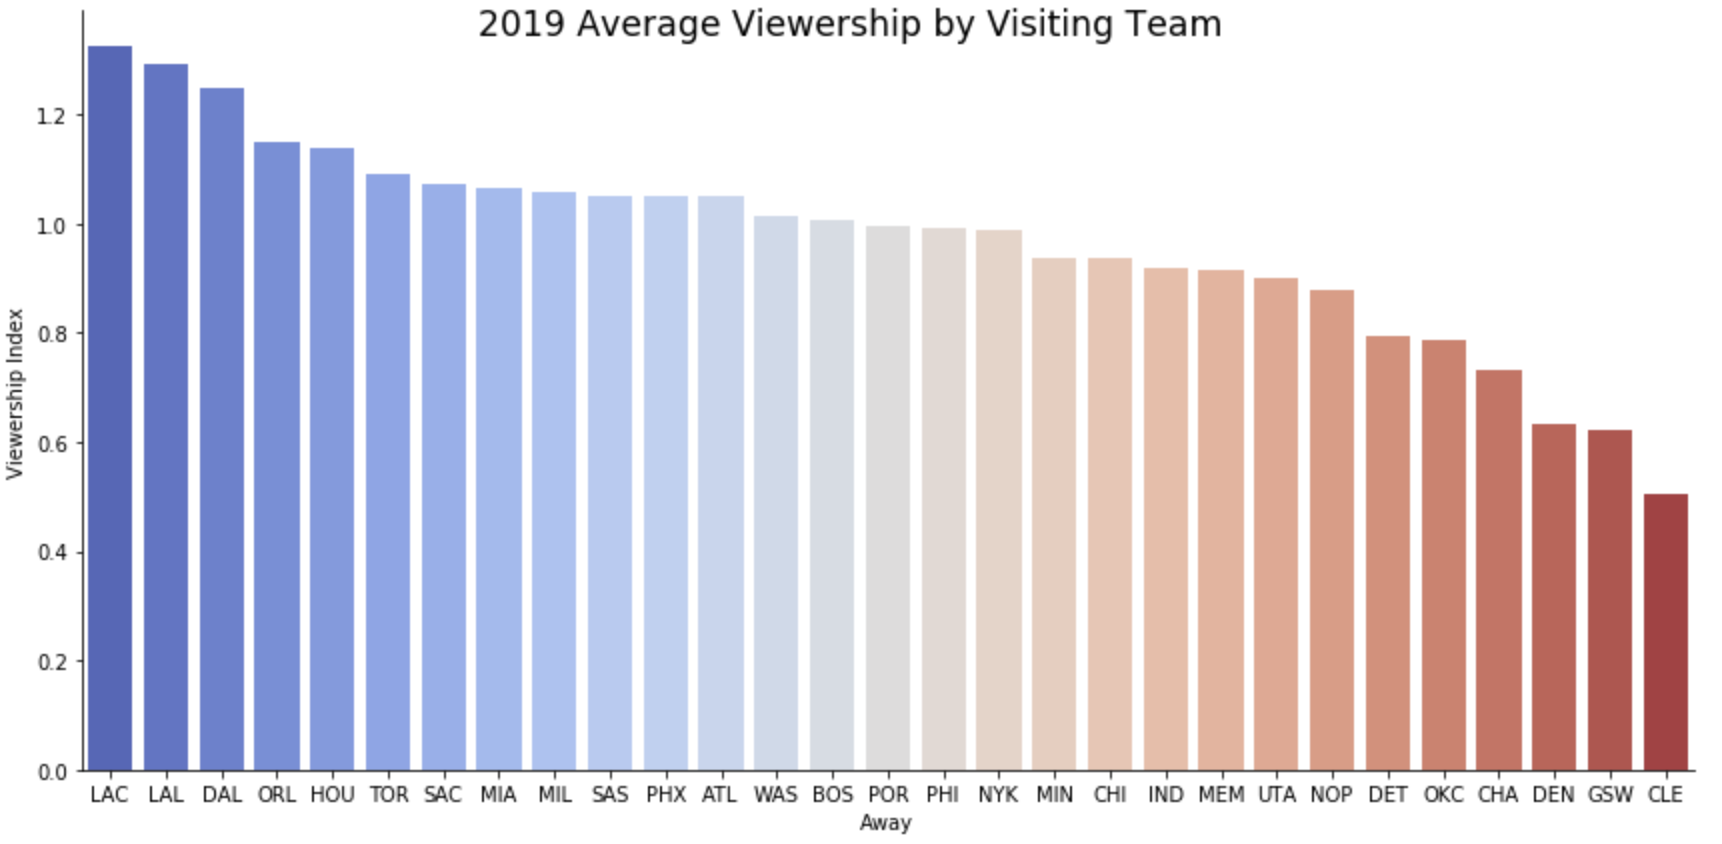 2019 Average Viewership by Visiting Team
Viewership Index
1.2
1.0
0.8
0.6
0.4
0.2
0.0
LAC LAL DAL ORL HOU TOR SAC MIA MIL SAS PHX ATL WAS BOS POR PHI NYK MIN CHI IND MEM UTA NOP DET OKC CHA DEN GSW CLE
Away